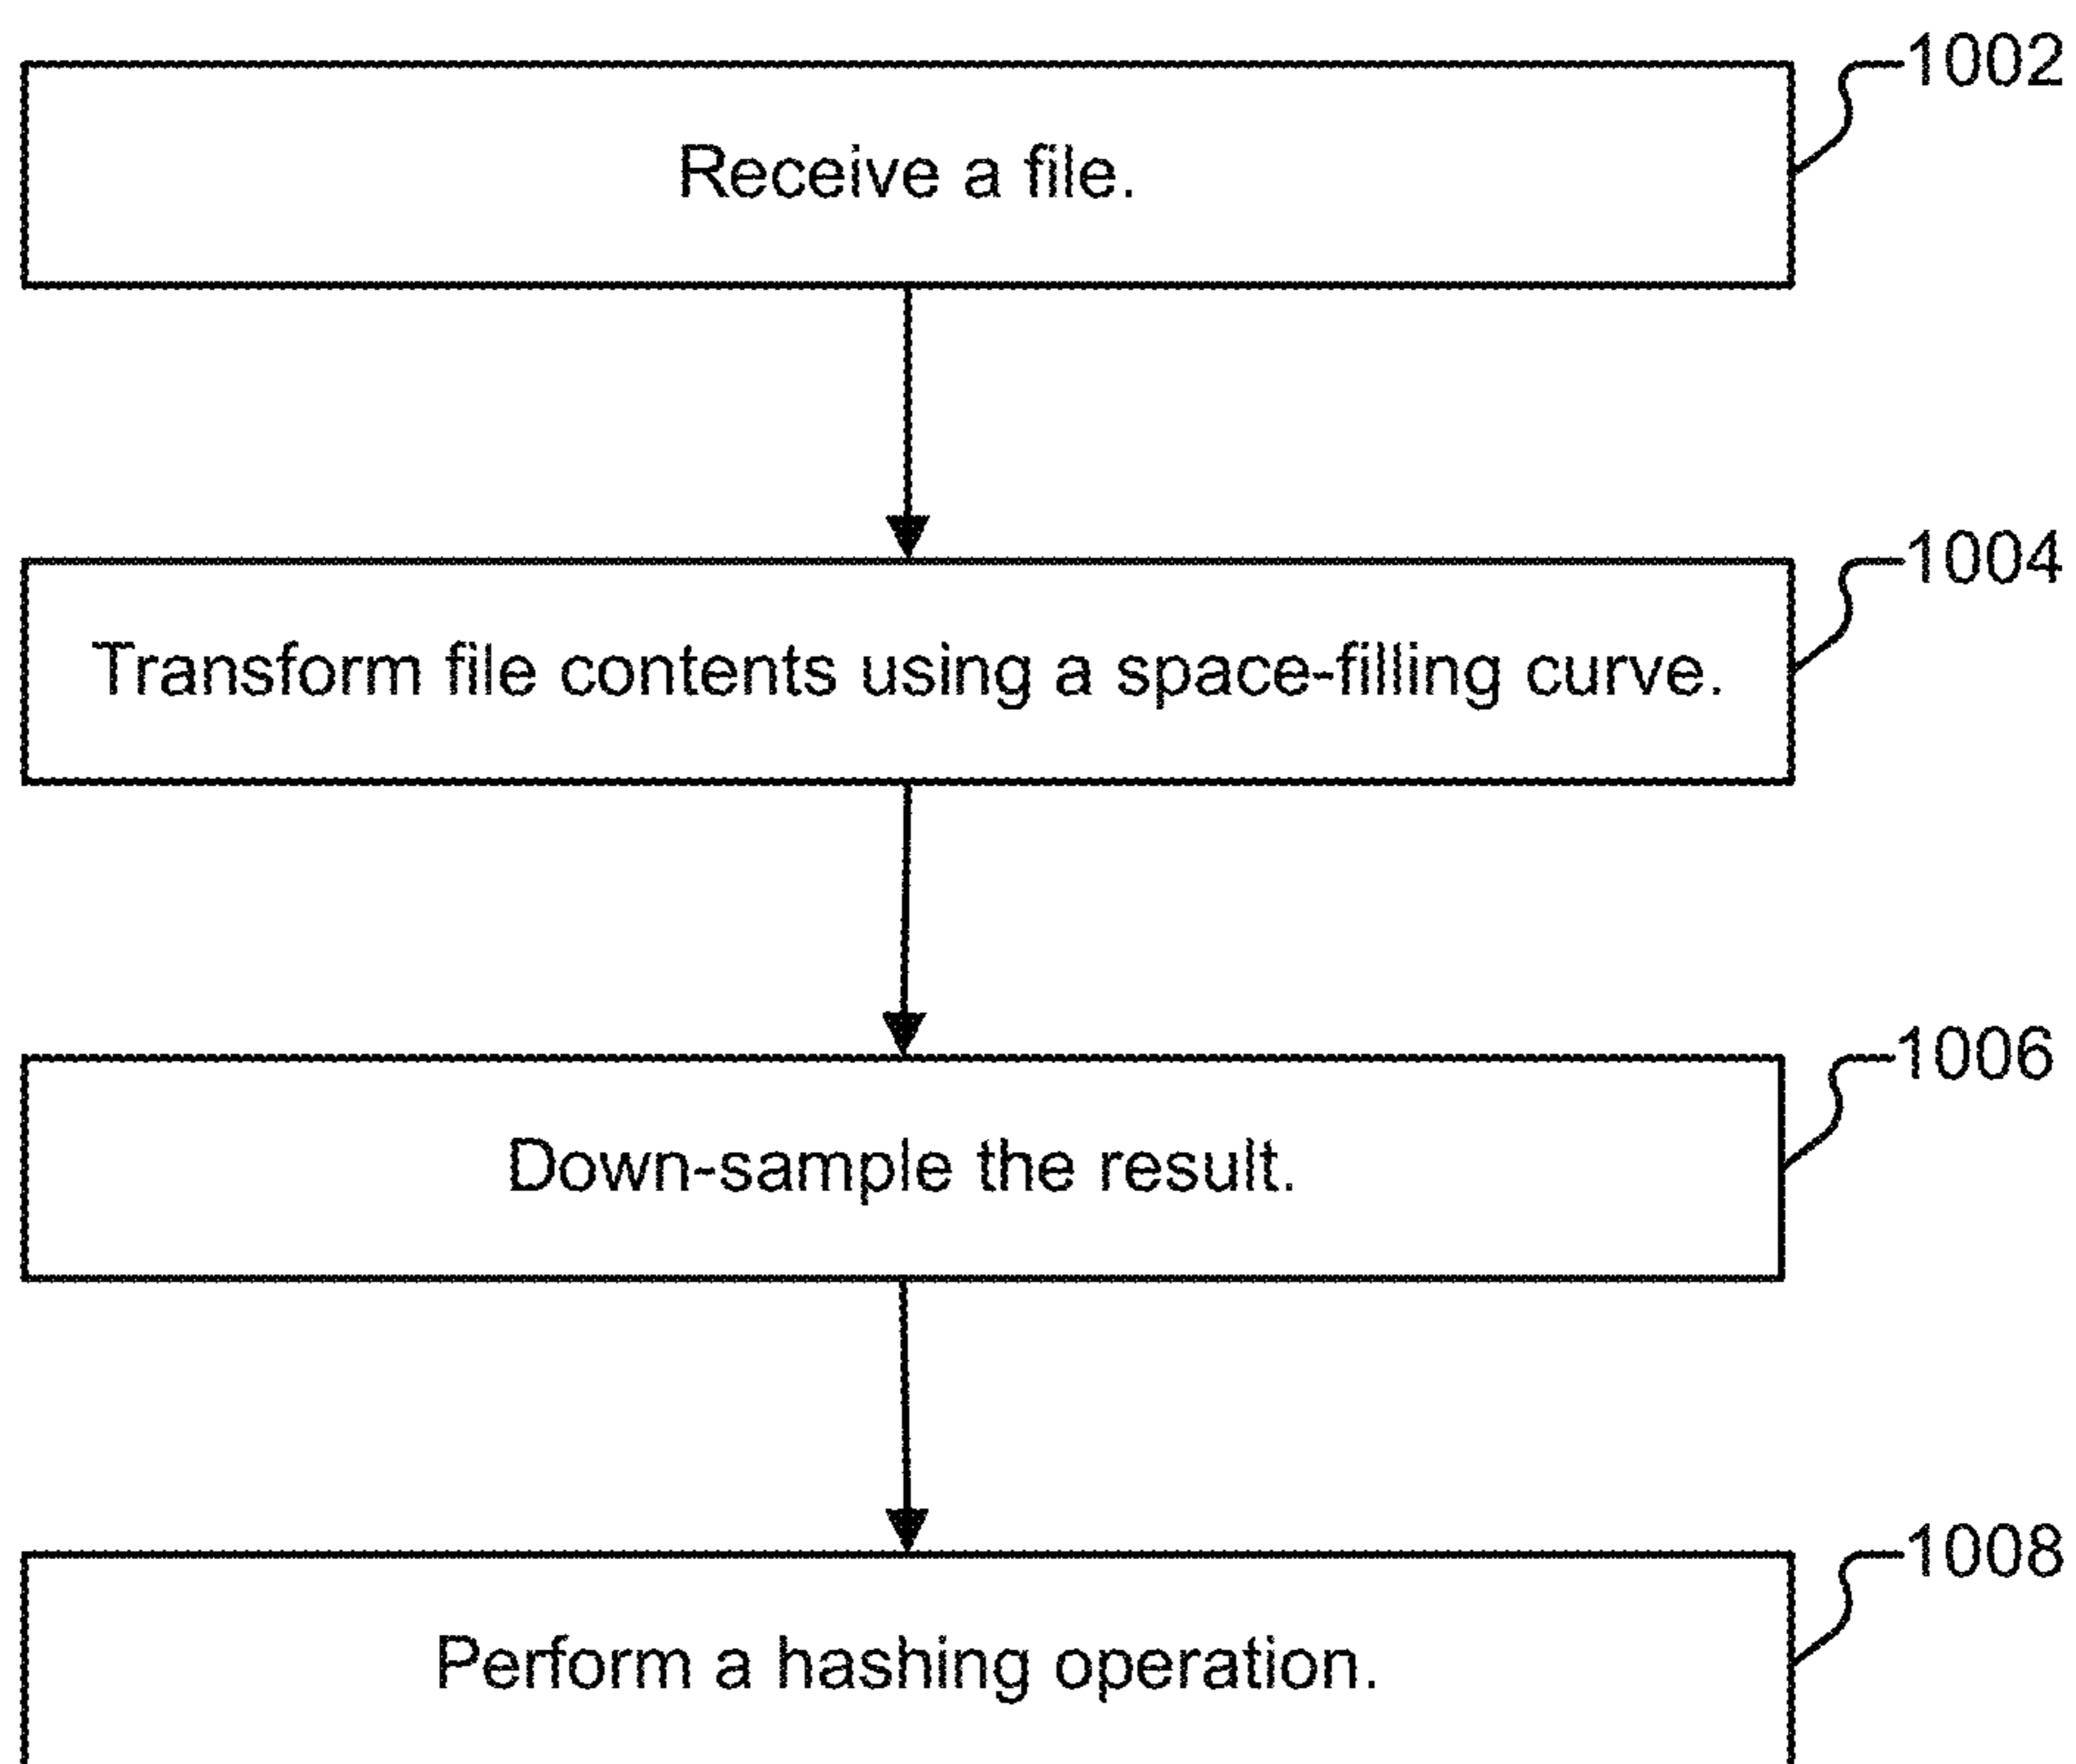 1002
Receive a file.
1004
Transform file contents using a space-filling curve.
1006
Down-sample the result.
1008
Perform a hashing operation.